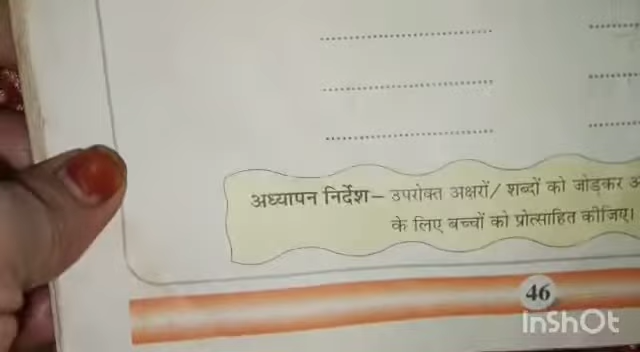 अध्यापन निर्देश– उपरोक्त अक्षरों/ शब्दों को जोड़कर
के लिए बच्चों को प्रोत्साहित कीजिए।
46
InShOt